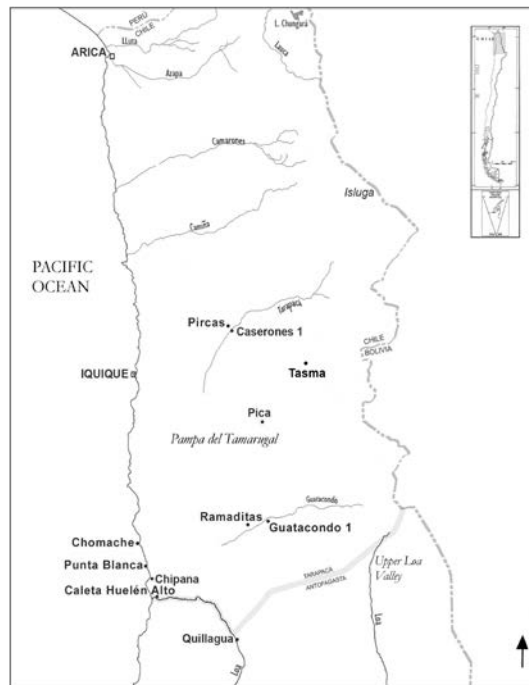 PERÚ
CHILE
L. Chungará
LLuta
ARICA
Lauca
Azapa
Camarones
Isluga
Camiña
PACIFIC
OCEAN
Tarapacá
Pircas
Caserones 1
CHILE
BOLIVIA
Tasma
IQUIQUE
Pica
Pampa del Tamarugal
Guatacondo
Ramaditas
Guatacondo 1
Chomache
Punta Blanca
Upper Loa
Valley
TARAPACA
ANTOFAGASTA
Chipana
Caleta Huelén Alto
Quillagua
Loa
Loa